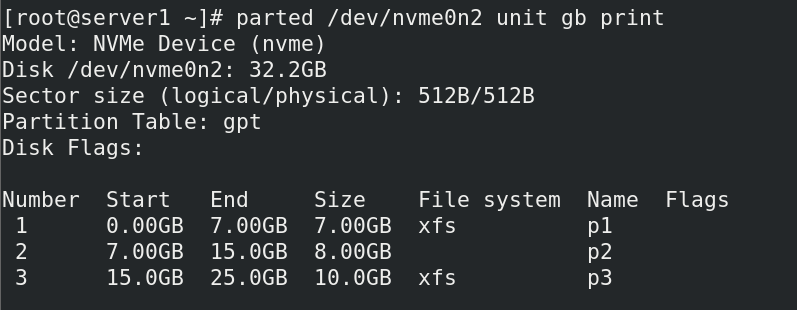 [root@server1 ~]# parted /dev/nvme0n2 unit gb print
Model: NVMe Device (nvme)
Disk /dev/nvme0n2: 32.2GB
Sector size (logical/physical): 512B/512B
Partition Table: gpt
Disk Flags:

Number  Start   End     Size    File system  Name  Flags
 1      0.00GB  7.00GB  7.00GB  xfs          p1
 2      7.00GB  15.0GB  8.00GB               p2
 3      15.0GB  25.0GB  10.0GB  xfs          p3